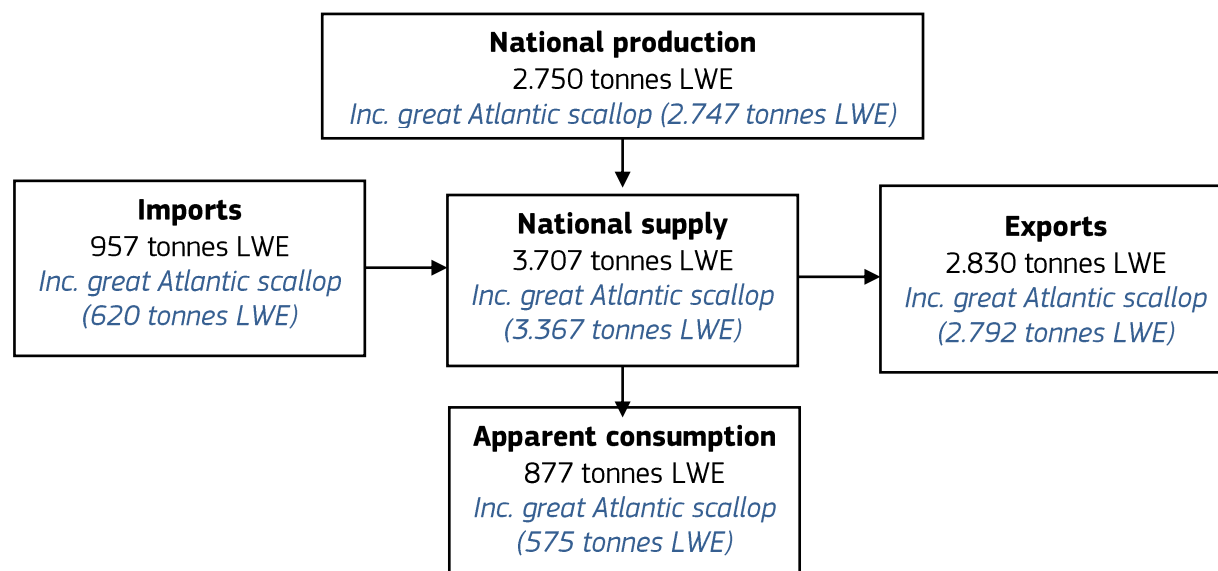 National production
2.750 tonnes LWE
Inc. great Atlantic scallop (2.747 tonnes LWE)
Imports
957 tonnes LWE
Inc. great Atlantic scallop
(620 tonnes LWE)
National supply
3.707 tonnes LWE
Inc. great Atlantic scallop
(3.367 tonnes LWE)
Exports
2.830 tonnes LWE
Inc. great Atlantic scallop
(2.792 tonnes LWE)
Apparent consumption
877 tonnes LWE
Inc. great Atlantic scallop
(575 tonnes LWE)